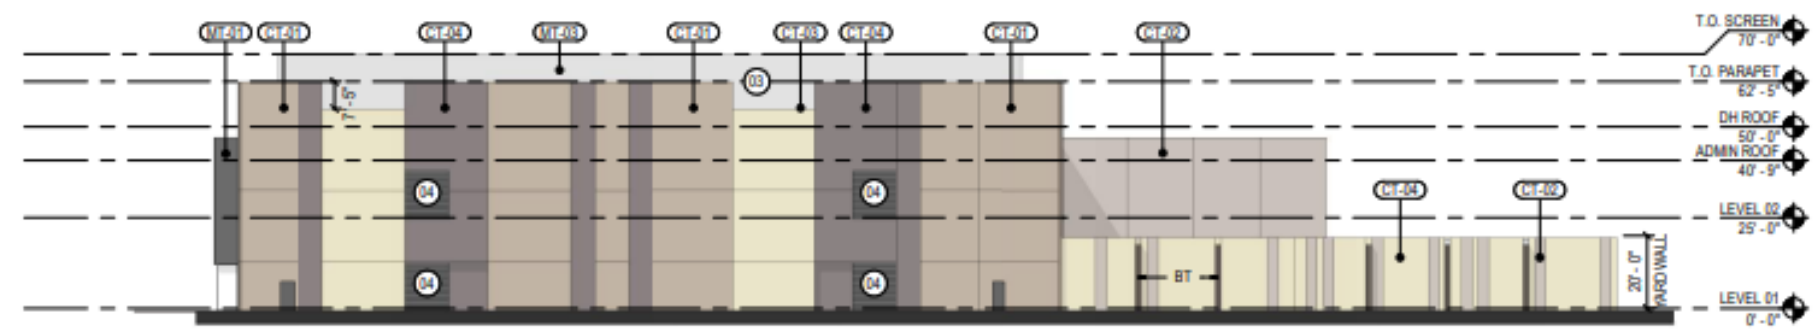 MT-01 CT-01 CT-04 MT-03 CT-01 CT-03 CT-04 CT-01 CT-02
T.O. SCREEN
70' - 0"
03
T.O. PARAPET
62' - 5"
7' - 5"
DH ROOF
50' - 0"
ADMIN ROOF
40' - 9"
04 04
CT-04 CT-02
LEVEL 02
25' - 0"
04 04
BT
20' - 0"
YARD WALL
LEVEL 01
0' - 0"